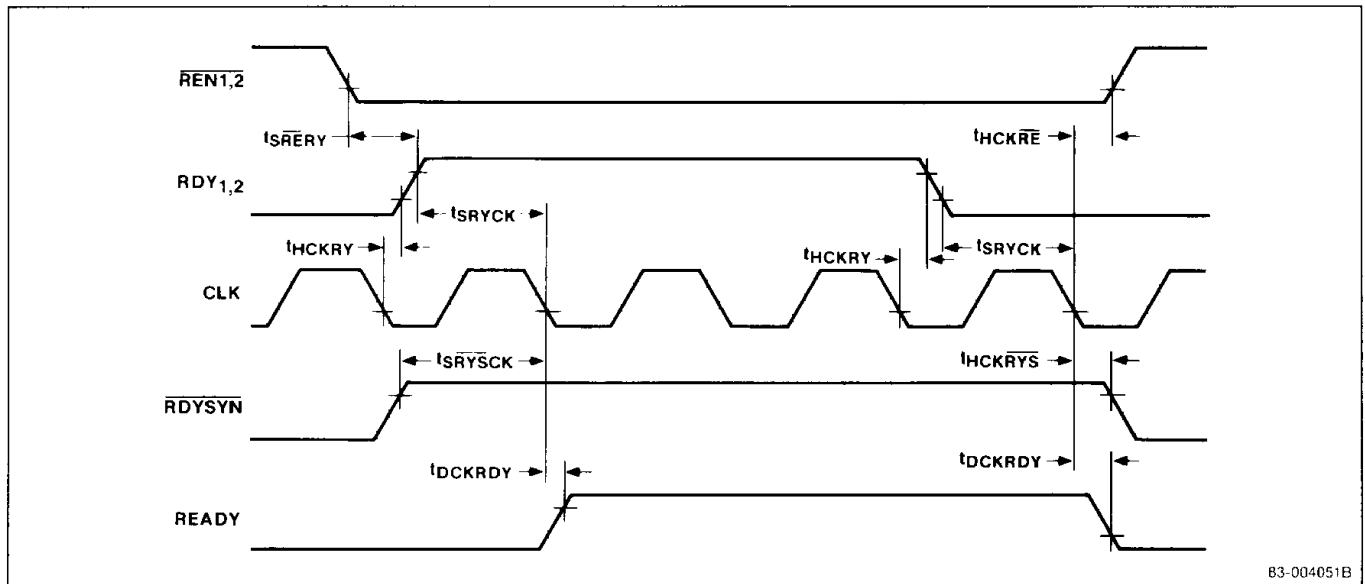 REN1,2
tSRERY
tHCKRE
RDY1,2
tSRYCK
tHCKRY
tHCKRY
tSRYCK
CLK
tSRYSCK
tHCKRYS
RDYSYN
tDCKRDY
tDCKRDY
READY
83-004051B